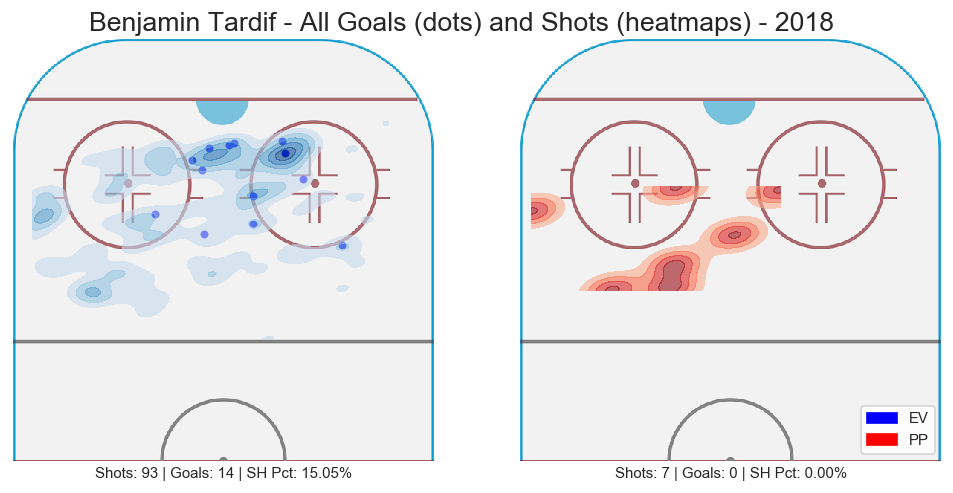 Benjamin Tardif - All Goals (dots) and Shots (heatmaps) - 2018
EV
PP
Shots: 93 | Goals: 14 | SH Pct: 15.05%
Shots: 7 | Goals: 0 | SH Pct: 0.00%